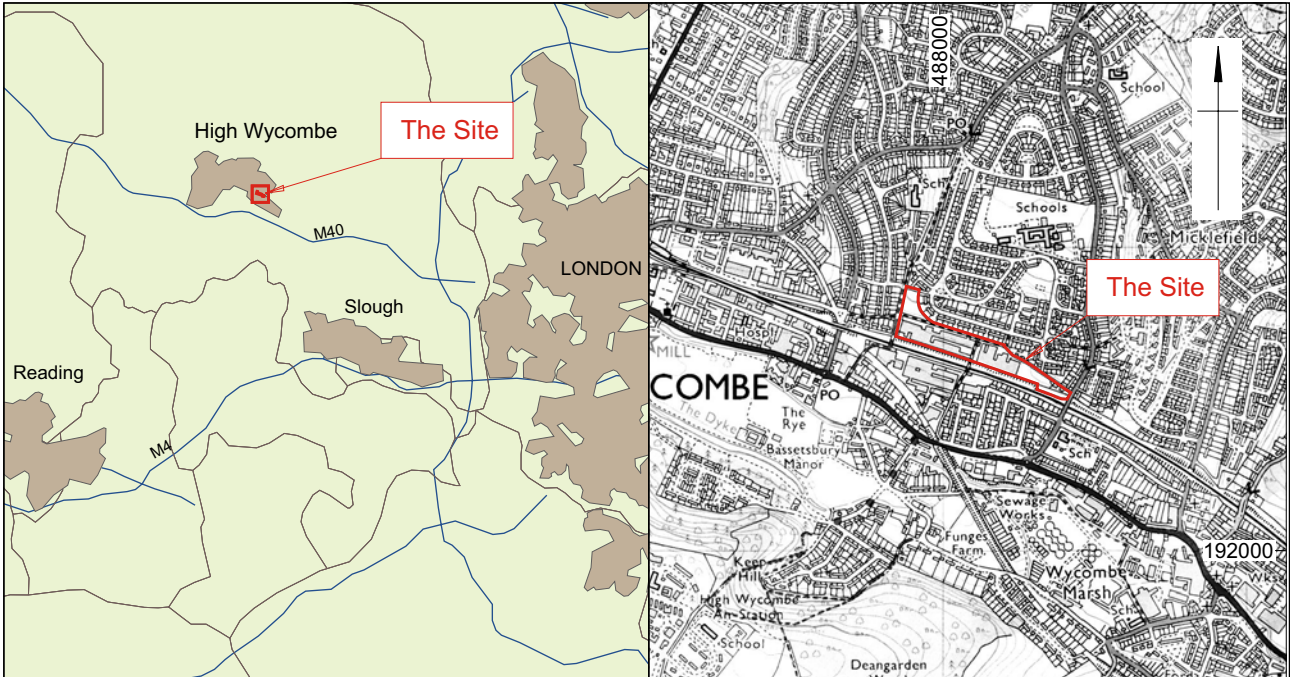 High Wycombe
The Site
M40
LONDON
Slough
Reading
M4
488000
PO
School
Sch
Schools
Micklefield
The Site
Hospl
MILL
COMBE
PO
The Dyke
The
Rye
Bassetsbury
Manor
Sch
Sewage
Works
Funges
Farm
192000
Wks
Keep
Hill
Wycombe
Marsh
High Wycombe
Sch
School
Deangarden